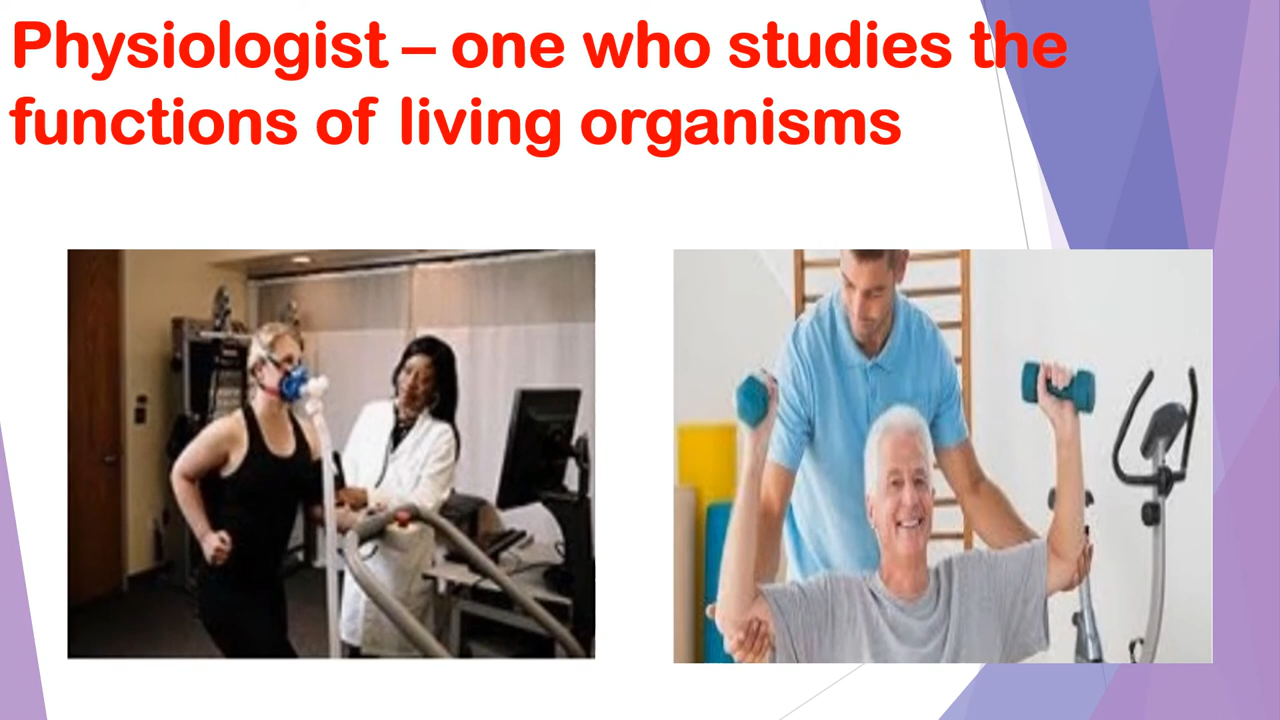 Physiologist – one who studies the
functions of living organisms